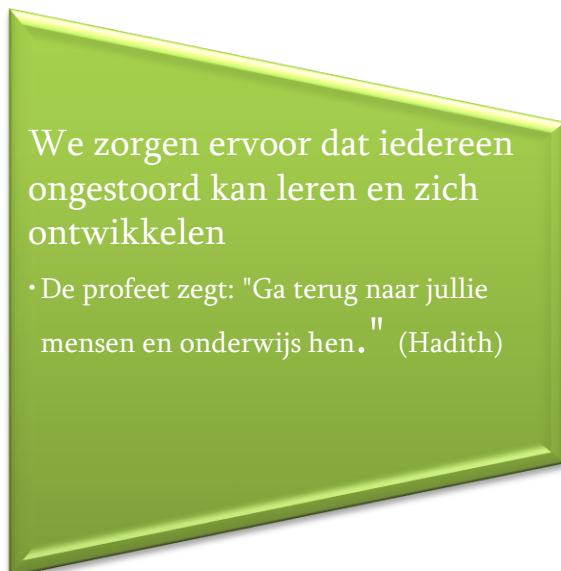 We zorgen ervoor dat iedereen
ongestoord kan leren en zich
ontwikkelen
• De profeet zegt: "Ga terug naar jullie
mensen en onderwijs hen." (Hadith)